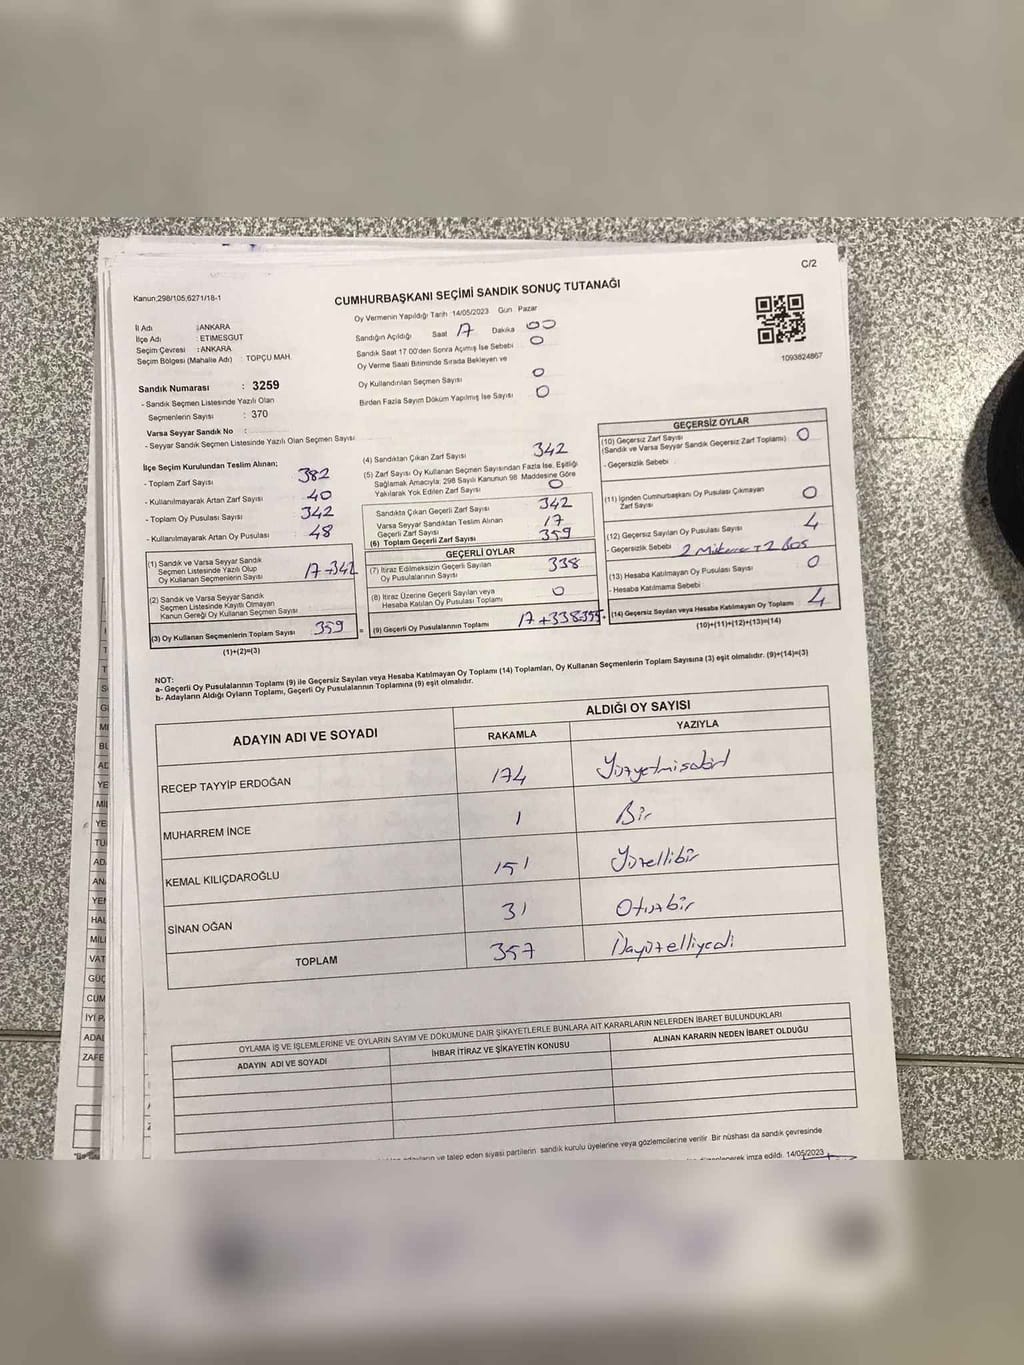 C/2
Kanun;298/105,6271/18-1
CUMHURBAŞKANI SEÇİMİ SANDIK SONUÇ TUTANAĞI
Oy Vermenin Yapıldığı Tarih :14/05/2023 Gün : Pazar
İl Adı : ANKARA
İlçe Adı : ETİMESGUT
Seçim Çevresi : ANKARA
Seçim Bölgesi (Mahalle Adı) : TOPÇU MAH.
Sandığın Açıldığı Saat 17 Dakika 00
Sandık Saat 17:00'den Sonra Açımış İse Sebebi 0
Oy Verme Saati Bitiminde Sırada Bekleyen ve
Oy Kullandırılan Seçmen Sayısı 0
Birden Fazla Sayım Döküm Yapılmış İse Sayısı 0
1093824867
Sandık Numarası : 3259
- Sandık Seçmen Listesinde Yazılı Olan
Seçmenlerin Sayısı : 370
Varsa Seyyar Sandık No :
- Seyyar Sandık Seçmen Listesinde Yazılı Olan Seçmen Sayısı
İlçe Seçim Kurulundan Teslim Alınan;
- Toplam Zarf Sayısı 382
- Kullanılmayarak Artan Zarf Sayısı 40
- Toplam Oy Pusulası Sayısı 342
- Kullanılmayarak Artan Oy Pusulası 48
(1) Sandık ve Varsa Seyyar Sandık
Seçmen Listesinde Yazılı Olup
Oy Kullanan Seçmenlerin Sayısı 17+342
(2) Sandık ve Varsa Seyyar Sandık
Seçmen Listesinde Kayıtlı Olmayan
Kanun Gereği Oy Kullanan Seçmen Sayısı
(3) Oy Kullanan Seçmenlerin Toplam Sayısı 359
(1)+(2)=(3)
(4) Sandıktan Çıkan Zarf Sayısı 342
(5) Zarf Sayısı Oy Kullanan Seçmen Sayısından Fazla İse, Eşitliği
Sağlamak Amacıyla; 298 Sayılı Kanunun 98. Maddesine Göre
Yakılarak Yok Edilen Zarf Sayısı 0
Sandıkta Çıkan Geçerli Zarf Sayısı 342
Varsa Seyyar Sandıktan Teslim Alınan
Geçerli Zarf Sayısı 17
(6) Toplam Geçerli Zarf Sayısı 359
GEÇERLİ OYLAR
(7) İtiraz Edilmeksizin Geçerli Sayılan
Oy Pusulalarının Sayısı 338
(8) İtiraz Üzerine Geçerli Sayılan veya
Hesaba Katılan Oy Pusulası Toplamı 0
= (9) Geçerli Oy Pusulalarının Toplamı 17+338355 +
GEÇERSİZ OYLAR
(10) Geçersiz Zarf Sayısı
(Sandık ve Varsa Seyyar Sandık Geçersiz Zarf Toplamı) 0
- Geçersizlik Sebebi
(11) İçinden Cumhurbaşkanı Oy Pusulası Çıkmayan
Zarf Sayısı 0
(12) Geçersiz Sayılan Oy Pusulası Sayısı 4
- Geçersizlik Sebebi 2 Mükerrer + 2 Boş
(13) Hesaba Katılmayan Oy Pusulası Sayısı 0
- Hesaba Katılmama Sebebi
(14) Geçersiz Sayılan veya Hesaba Katılmayan Oy Toplamı 4
(10)+(11)+(12)+(13)=(14)
NOT:
a- Geçerli Oy Pusulalarının Toplamı (9) ile Geçersiz Sayılan veya Hesaba Katılmayan Oy Toplamı (14) Toplamları, Oy Kullanan Seçmenlerin Toplam Sayısına (3) eşit olmalıdır. (9)+(14)=(3)
b- Adayların Aldığı Oyların Toplamı, Geçerli Oy Pusulalarının Toplamına (9) eşit olmalıdır.
ADAYIN ADI VE SOYADI
ALDIĞI OY SAYISI
RAKAMLA YAZIYLA
RECEP TAYYİP ERDOĞAN 174 Yüzyetmişdört
MUHARREM İNCE 1 Bir
KEMAL KILIÇDAROĞLU 151 Yüzellibir
SİNAN OĞAN 31 Otuzbir
TOPLAM 357 Üçyüzelliyedi
OYLAMA İŞ VE İŞLEMLERİNE VE OYLARIN SAYIM VE DÖKÜMÜNE DAİR ŞİKAYETLERLE BUNLARA AİT KARARLARIN NELERDEN İBARET BULUNDUKLARI
ADAYIN ADI VE SOYADI İHBAR İTİRAZ VE ŞİKAYETİN KONUSU ALINAN KARARIN NEDEN İBARET OLDUĞU
adayların ve talep eden siyasi partilerin sandık kurulu üyelerine veya gözlemcilerine verilir. Bir nüshası da sandık çevresinde
imza edildi. 14/05/2023